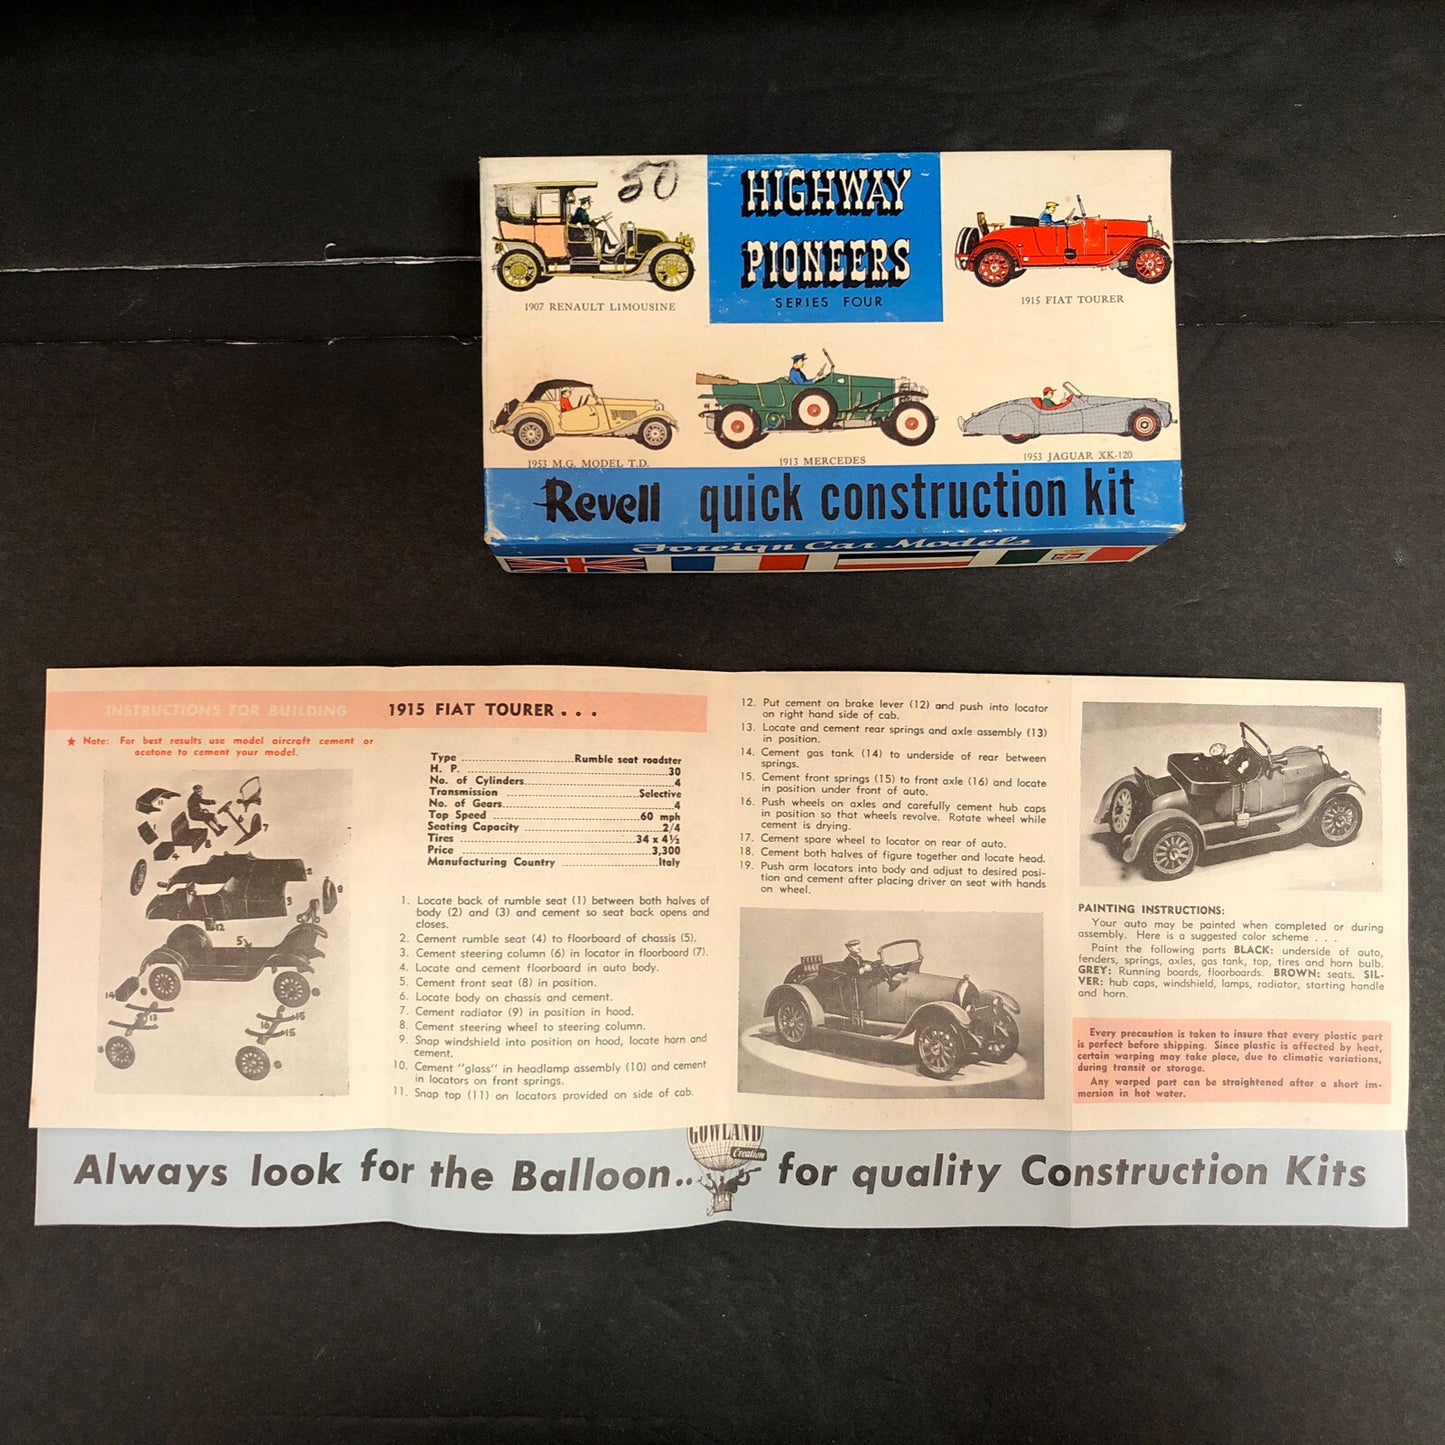 50
HIGHWAY
PIONEERS
SERIES FOUR
1907 RENAULT LIMOUSINE
1915 FIAT TOURER
1953 M.G. MODEL T.D.
1913 MERCEDES
1953 JAGUAR XK-120
Revell quick construction kit
Foreign Car Models
INSTRUCTIONS FOR BUILDING
1915 FIAT TOURER . . .
★ Note: For best results use model aircraft cement or
acetone to cement your model.
Type ........ Rumble seat roadster
H. P. ........ 30
No. of Cylinders ........ 4
Transmission ........ Selective
No. of Gears ........ 4
Top Speed ........ 60 mph
Seating Capacity ........ 2/4
Tires ........ 34 x 4½
Price ........ 3,300
Manufacturing Country ........ Italy
1. Locate back of rumble seat (1) between both halves of
body (2) and (3) and cement so seat back opens and
closes.
2. Cement rumble seat (4) to floorboard of chassis (5).
3. Cement steering column (6) in locator in floorboard (7).
4. Locate and cement floorboard in auto body.
5. Cement front seat (8) in position.
6. Locate body on chassis and cement.
7. Cement radiator (9) in position in hood.
8. Cement steering wheel to steering column.
9. Snap windshield into position on hood, locate horn and
cement.
10. Cement "glass" in headlamp assembly (10) and cement
in locators on front springs.
11. Snap top (11) on locators provided on side of cab.
12. Put cement on brake lever (12) and push into locator
on right hand side of cab.
13. Locate and cement rear springs and axle assembly (13)
in position.
14. Cement gas tank (14) to underside of rear between
springs.
15. Cement front springs (15) to front axle (16) and locate
in position under front of auto.
16. Push wheels on axles and carefully cement hub caps
in position so that wheels revolve. Rotate wheel while
cement is drying.
17. Cement spare wheel to locator on rear of auto.
18. Cement both halves of figure together and locate head.
19. Push arm locators into body and adjust to desired posi-
tion and cement after placing driver on seat with hands
on wheel.
PAINTING INSTRUCTIONS:
Your auto may be painted when completed or during
assembly. Here is a suggested color scheme . . .
Paint the following parts BLACK: underside of auto,
fenders, springs, axles, gas tank, top, tires and horn bulb.
GREY: Running boards, floorboards. BROWN: seats. SIL-
VER: hub caps, windshield, lamps, radiator, starting handle
and horn.
Every precaution is taken to insure that every plastic part
is perfect before shipping. Since plastic is affected by heat,
certain warping may take place, due to climatic variations,
during transit or storage.
Any warped part can be straightened after a short im-
mersion in hot water.
GOWLAND
Creation
Always look for the Balloon.. for quality Construction Kits